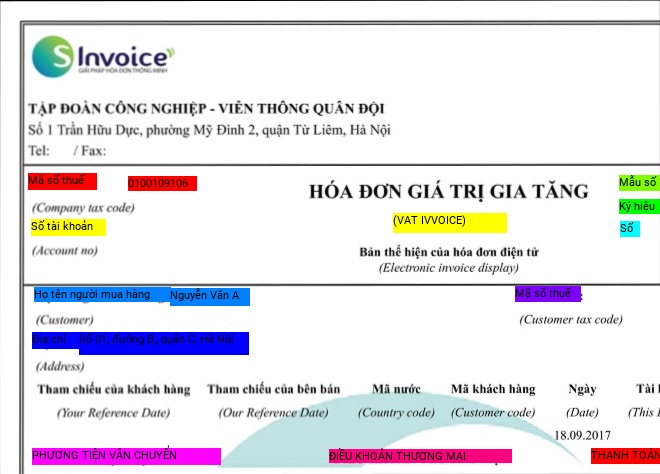 SInvoice
GIẢI PHÁP HÓA ĐƠN THÔNG MINH
TẬP ĐOÀN CÔNG NGHIỆP - VIỄN THÔNG QUÂN ĐỘI
Số 1 Trần Hữu Dực, phường Mỹ Đình 2, quận Từ Liêm, Hà Nội
Tel: / Fax:
Mã số thuế 0100109106
(Company tax code)
Số tài khoản
(Account no)
HÓA ĐƠN GIÁ TRỊ GIA TĂNG
(VAT IVVOICE)
Bản thể hiện của hóa đơn điện tử
(Electronic invoice display)
Mẫu số
Ký hiệu
Số
Họ tên người mua hàng Nguyễn Văn A
(Customer)
Mã số thuế :
(Customer tax code)
Địa chỉ Số 01, đường B, quận C, Hà Nội
(Address)
Tham chiếu của khách hàng Tham chiếu của bên bán Mã nước Mã khách hàng Ngày Tài
(Your Reference Date) (Our Reference Date) (Country code) (Customer code) (Date) (This
18.09.2017
PHƯƠNG TIỆN VẬN CHUYỂN ĐIỀU KHOẢN THƯƠNG MẠI THANH TOÁN